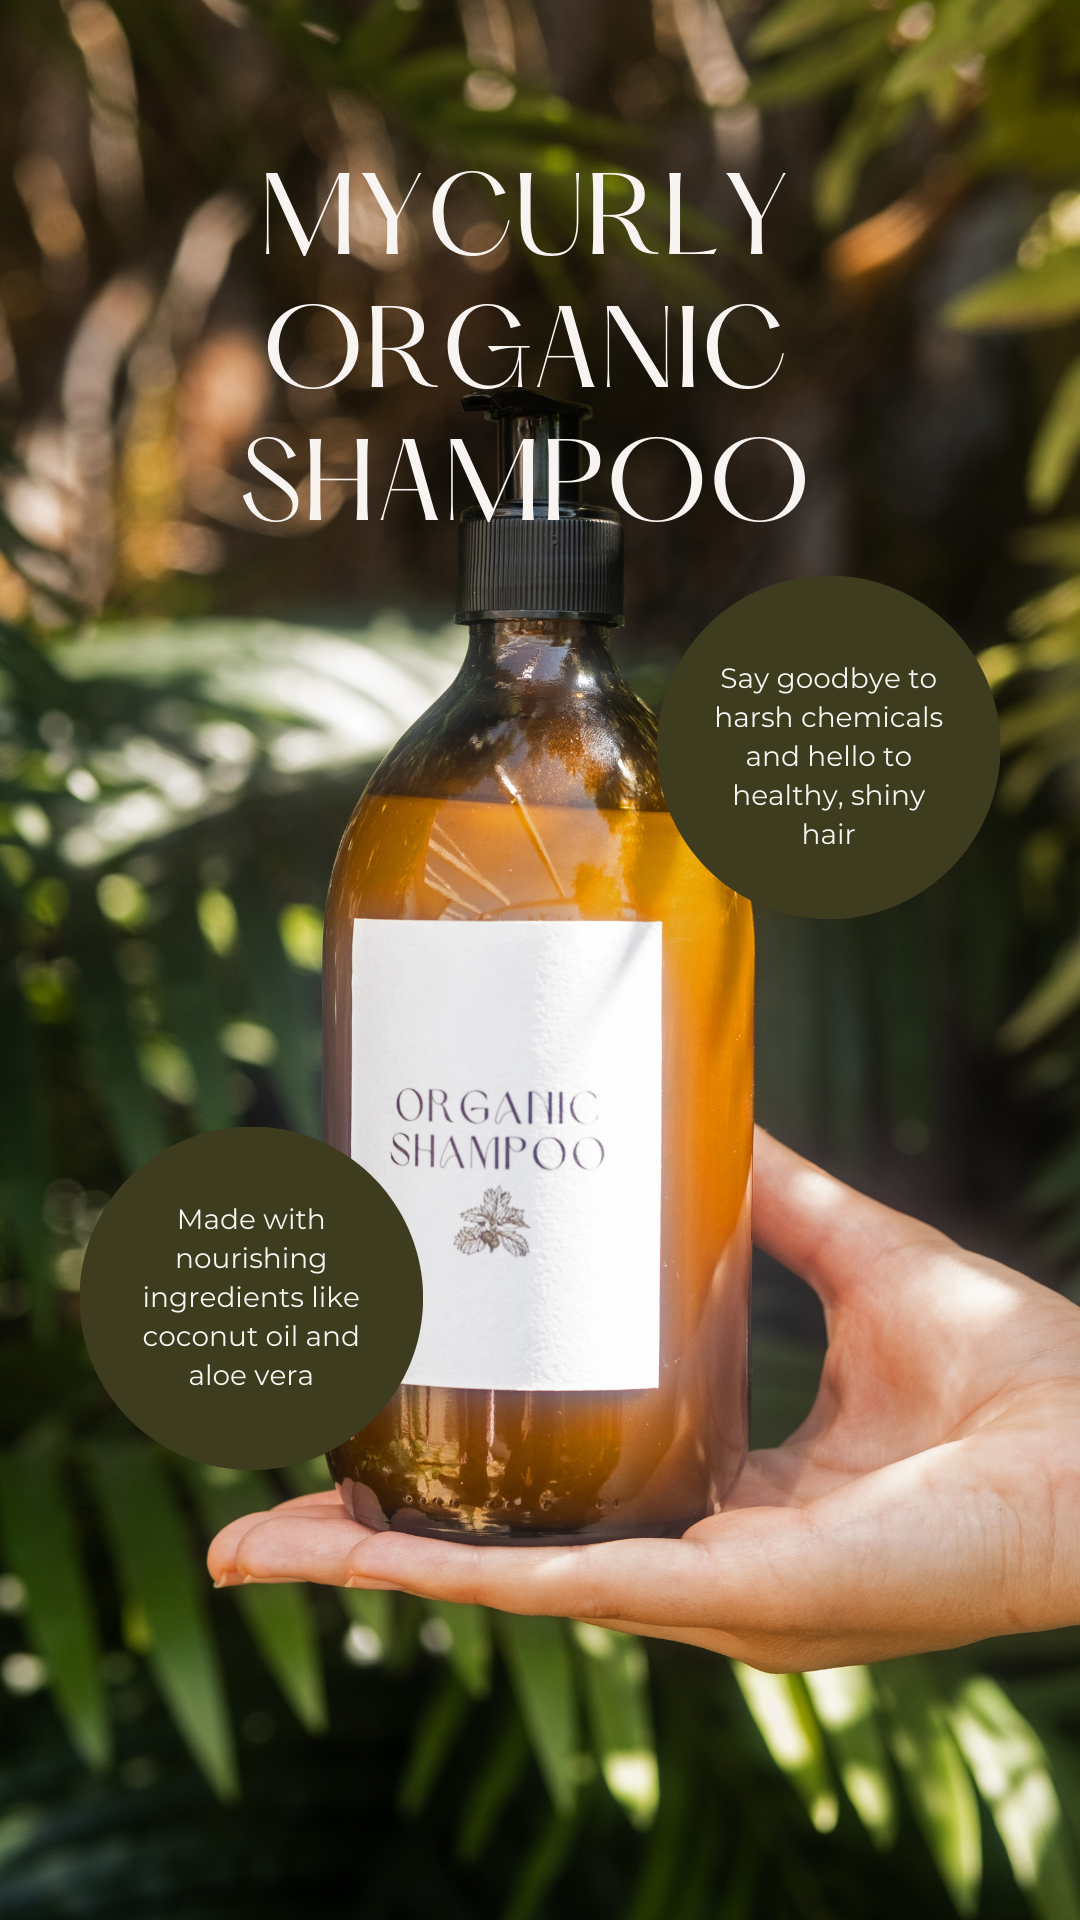 MYCURLY
ORGANIC
SHAMPOO
Say goodbye to
harsh chemicals
and hello to
healthy, shiny
hair
ORGANIC
SHAMPOO
Made with
nourishing
ingredients like
coconut oil and
aloe vera